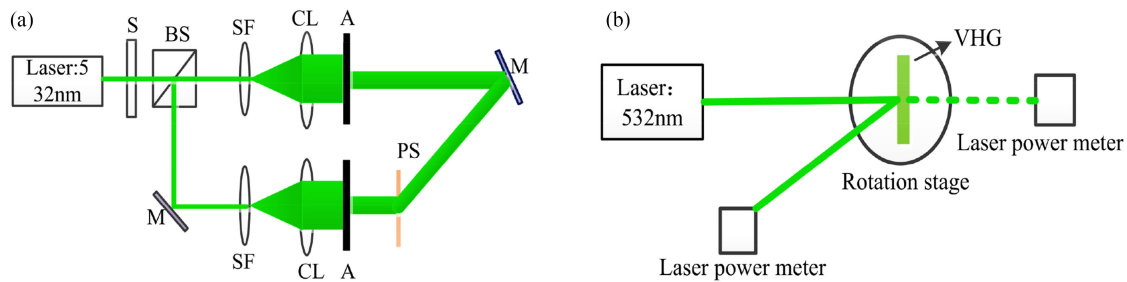 (a)
S
BS
SF
CL
A
Laser:5
32nm
M
PS
M
SF
CL
A
(b)
VHG
Laser:
532nm
Laser power meter
Rotation stage
Laser power meter